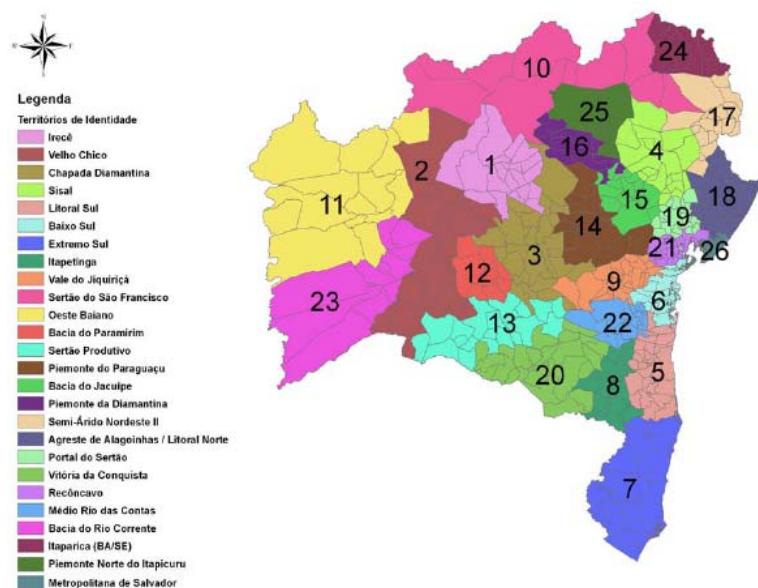 N
Legenda
Territórios de Identidade
Irecê
Velho Chico
Chapada Diamantina
Sisal
Litoral Sul
Baixo Sul
Extremo Sul
Itapetinga
Vale do Jiquiriçá
Sertão do São Francisco
Oeste Baiano
Bacia do Paramirim
Sertão Produtivo
Piemonte do Paraguaçu
Bacia do Jacuípe
Piemonte da Diamantina
Semi-Árido Nordeste II
Agreste de Alagoinhas / Litoral Norte
Portal do Sertão
Vitória da Conquista
Recôncavo
Médio Rio das Contas
Bacia do Rio Corrente
Itaparica (BA/SE)
Piemonte Norte do Itapicuru
Metropolitana de Salvador
24
10
25
17
16
4
1
2
15
18
11
19
14
21
26
3
12
9
6
23
13
22
5
20
8
7